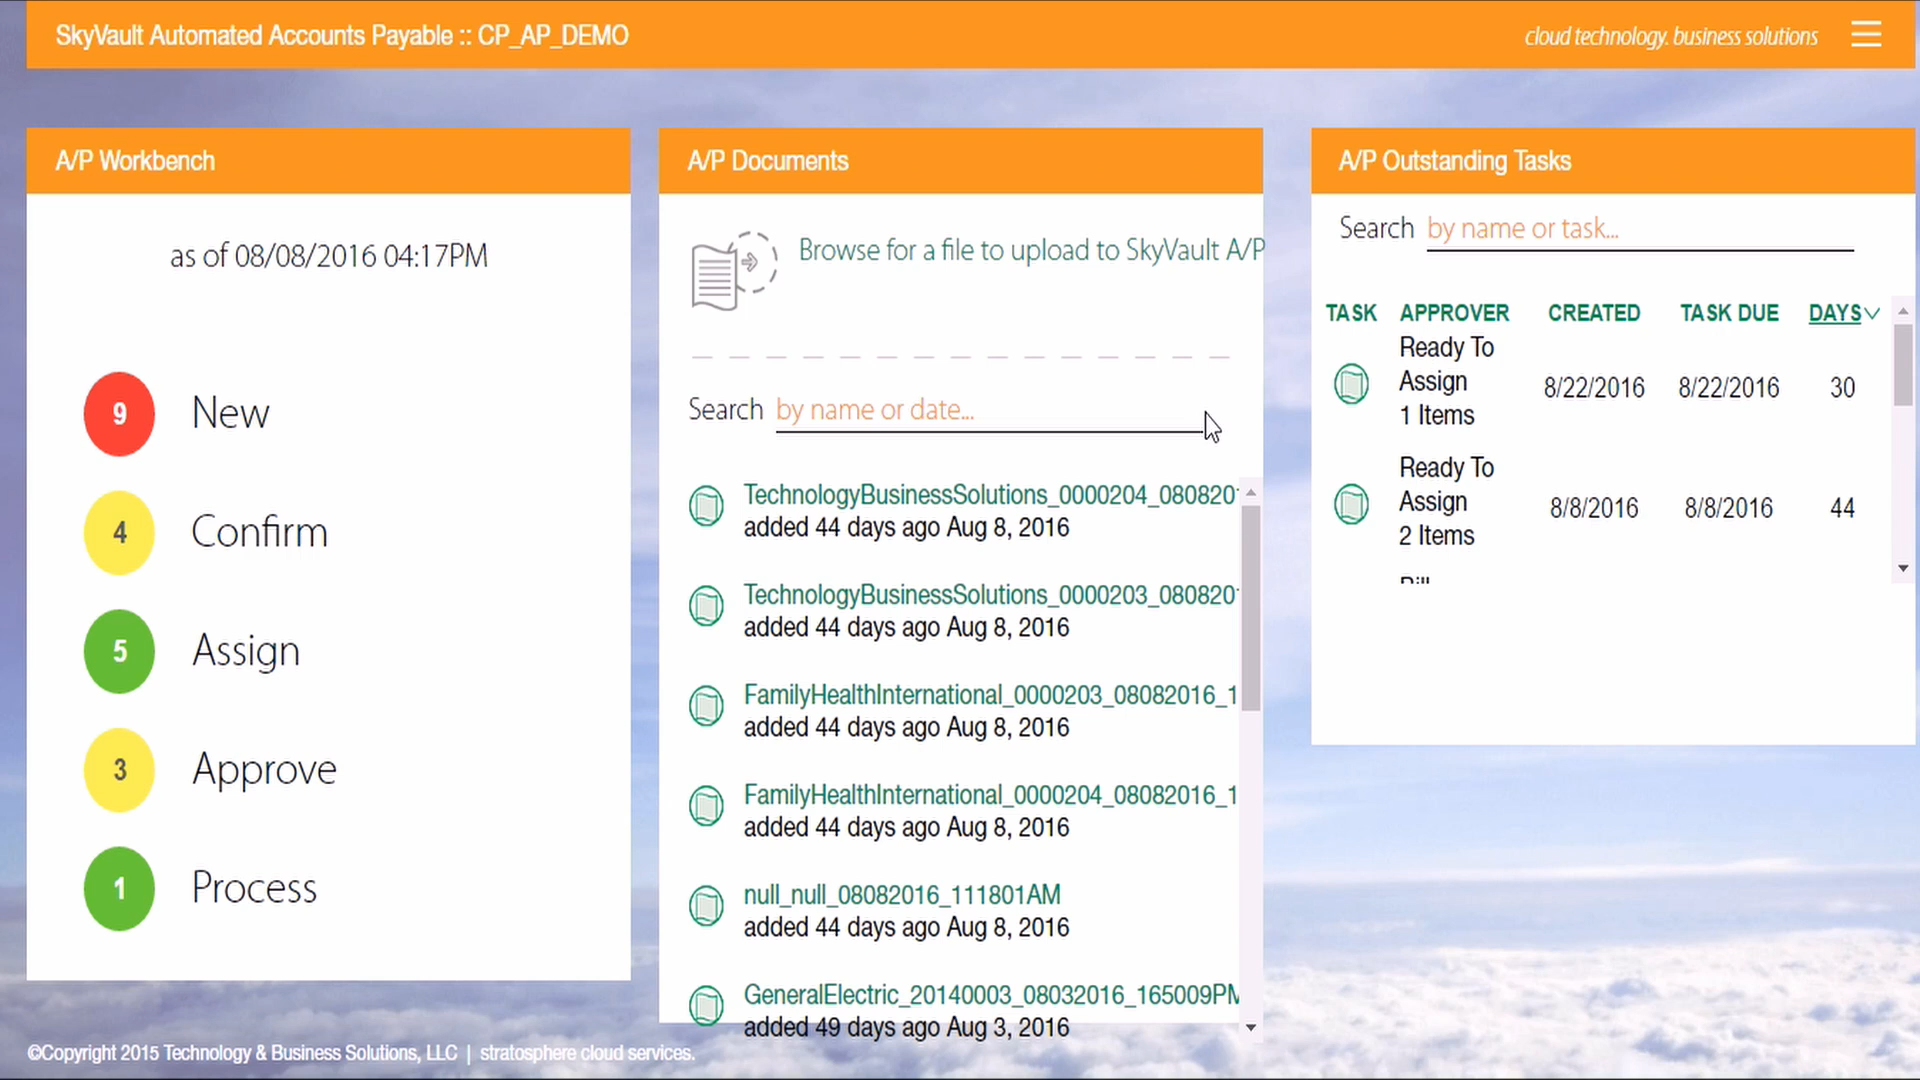 SkyVault Automated Accounts Payable :: CP_AP_DEMO
cloud technology. business solutions
A/P Workbench
as of 08/08/2016 04:17PM
9 New
4 Confirm
5 Assign
3 Approve
1 Process
A/P Documents
Browse for a file to upload to SkyVault A/P
Search by name or date...
TechnologyBusinessSolutions_0000204_080820
added 44 days ago Aug 8, 2016
TechnologyBusinessSolutions_0000203_080820
added 44 days ago Aug 8, 2016
FamilyHealthInternational_0000203_08082016_1
added 44 days ago Aug 8, 2016
FamilyHealthInternational_0000204_08082016_1
added 44 days ago Aug 8, 2016
null_null_08082016_111801AM
added 44 days ago Aug 8, 2016
GeneralElectric_20140003_08032016_165009PM
added 49 days ago Aug 3, 2016
A/P Outstanding Tasks
Search by name or task...
TASK APPROVER CREATED TASK DUE DAYS
Ready To
Assign 8/22/2016 8/22/2016 30
1 Items
Ready To
Assign 8/8/2016 8/8/2016 44
2 Items
©Copyright 2015 Technology & Business Solutions, LLC | stratosphere cloud services.